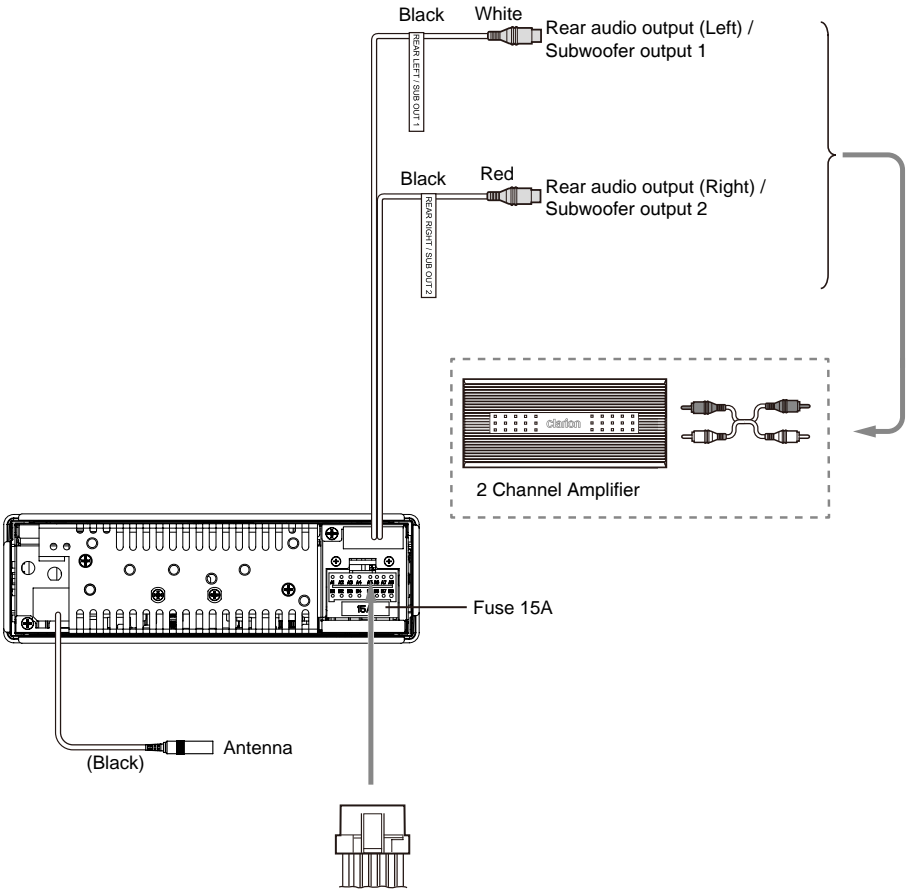 Black White
Rear audio output (Left) /
Subwoofer output 1
REAR LEFT / SUB OUT 1
Black Red
Rear audio output (Right) /
Subwoofer output 2
REAR RIGHT / SUB OUT 2
clarion
2 Channel Amplifier
15A
Fuse 15A
Antenna
(Black)